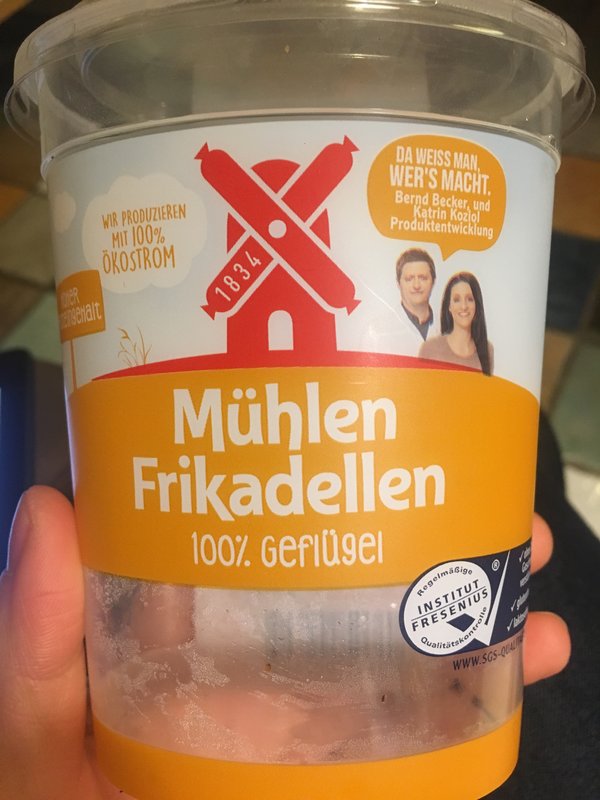 DA WEISS MAN,
WER'S MACHT.
Bernd Becker, und
Katrin Koziol
Produktentwicklung
WIR PRODUZIEREN
MIT 100%
ÖKOSTROM
1834
Mühlen
Frikadellen
100% Geflügel
Regelmäßige
INSTITUT
FRESENIUS
Qualitätskontrolle
®